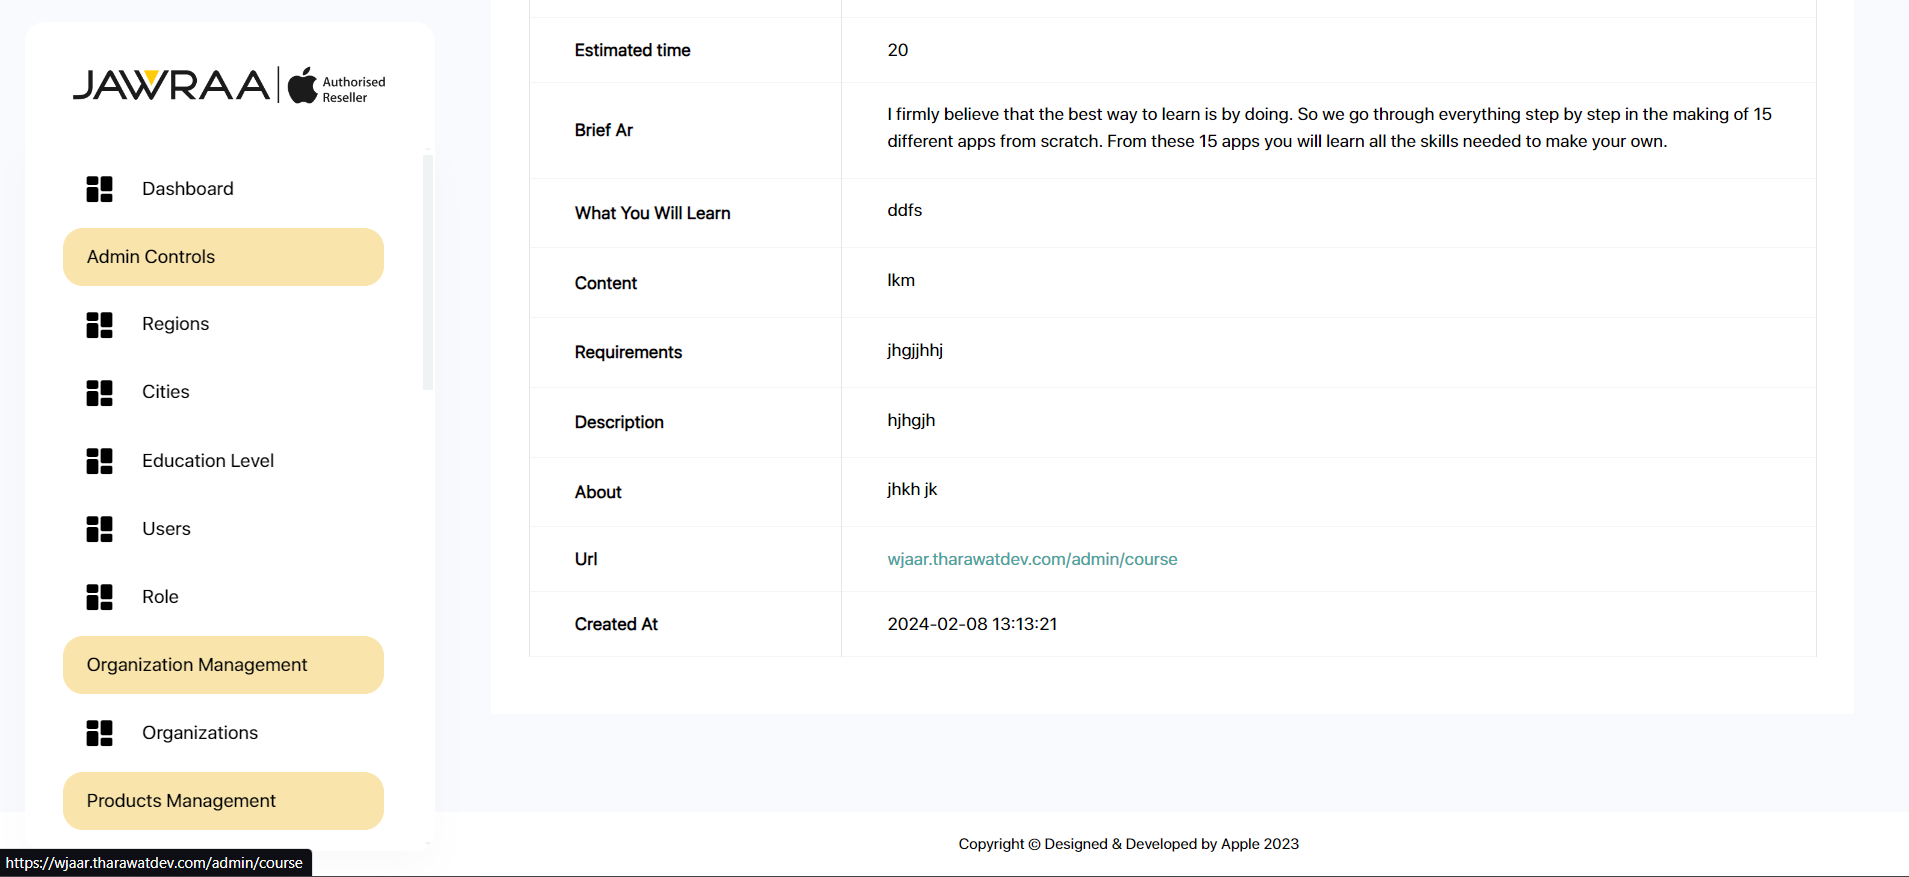 JAWRAA
Authorised
Reseller
Dashboard
Admin Controls
Regions
Cities
Education Level
Users
Role
Organization Management
Organizations
Products Management
Estimated time
20
Brief Ar
I firmly believe that the best way to learn is by doing. So we go through everything step by step in the making of 15
different apps from scratch. From these 15 apps you will learn all the skills needed to make your own.
What You Will Learn
ddfs
Content
lkm
Requirements
jhgjjhhj
Description
hjhgjh
About
jhkh jk
Url
wjaar.tharawatdev.com/admin/course
Created At
2024-02-08 13:13:21
Copyright © Designed & Developed by Apple 2023
https://wjaar.tharawatdev.com/admin/course